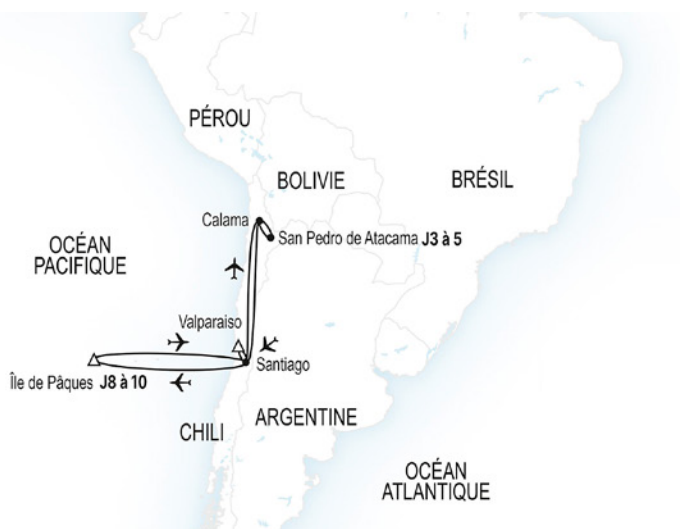 PÉROU
BOLIVIE
BRÉSIL
Calama
San Pedro de Atacama J3 à 5
OCÉAN
PACIFIQUE
Valparaiso
Santiago
Île de Pâques J8 à 10
ARGENTINE
CHILI
OCÉAN
ATLANTIQUE